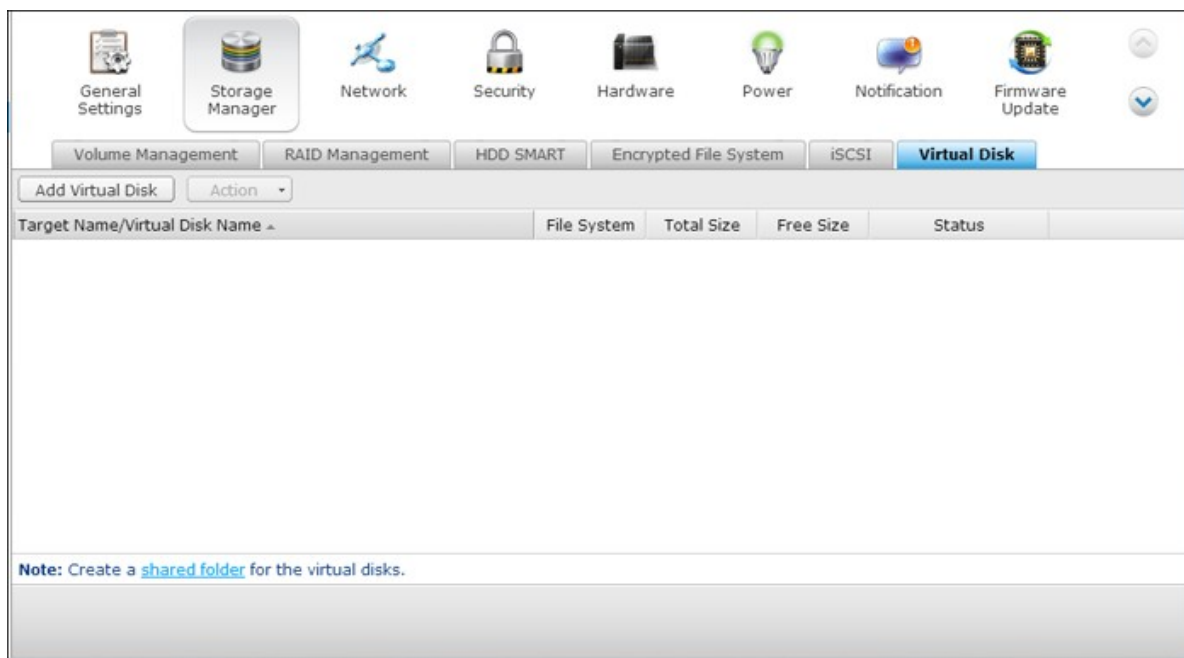 General Settings
Storage Manager
Network
Security
Hardware
Power
Notification
Firmware Update
Volume Management
RAID Management
HDD SMART
Encrypted File System
iSCSI
Virtual Disk
Add Virtual Disk
Action
Target Name/Virtual Disk Name
File System
Total Size
Free Size
Status
Note: Create a shared folder for the virtual disks.